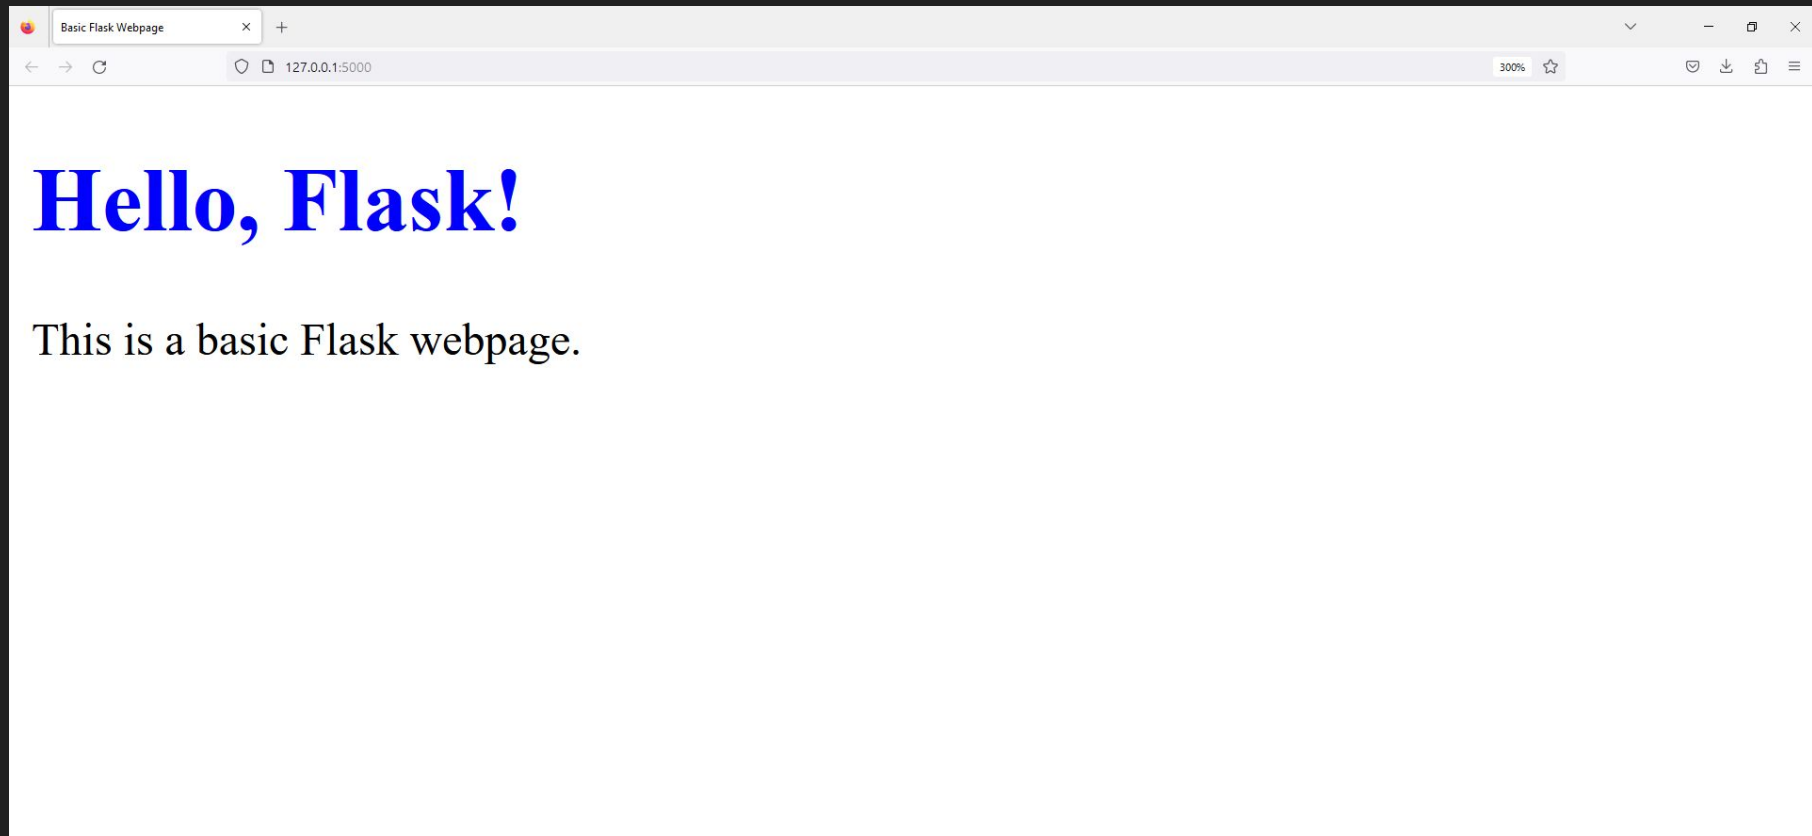 Basic Flask Webpage
127.0.0.1:5000
300%
Hello, Flask!
This is a basic Flask webpage.